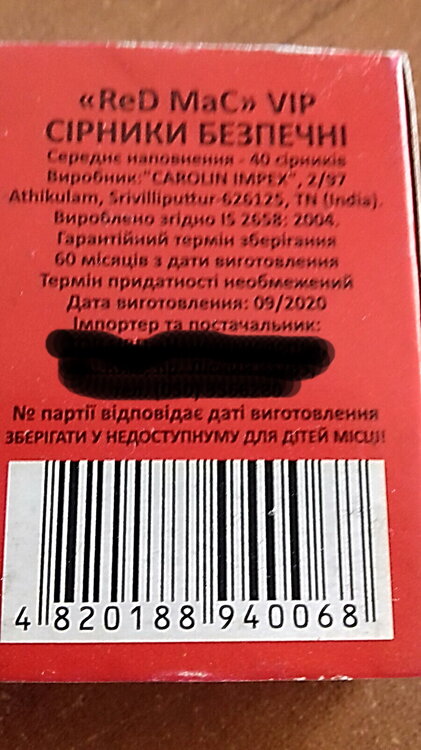 «ReD MaC» VIP
СІРНИКИ БЕЗПЕЧНІ
Середнє наповнення - 40 сірників
Виробник:"CAROLIN IMPEX", 2/97
Athikulam, Srivilliputtur-626125, TN (India).
Вироблено згідно IS 2658: 2004.
Гарантійний термін зберігання
60 місяців з дати виготовлення
Термін придатності необмежений
Дата виготовлення: 09/2020
Імпортер та постачальник:
№ партії відповідає даті виготовлення
ЗБЕРІГАТИ У НЕДОСТУПНУМУ ДЛЯ ДІТЕЙ МІСЦІ!
4 820188 940068